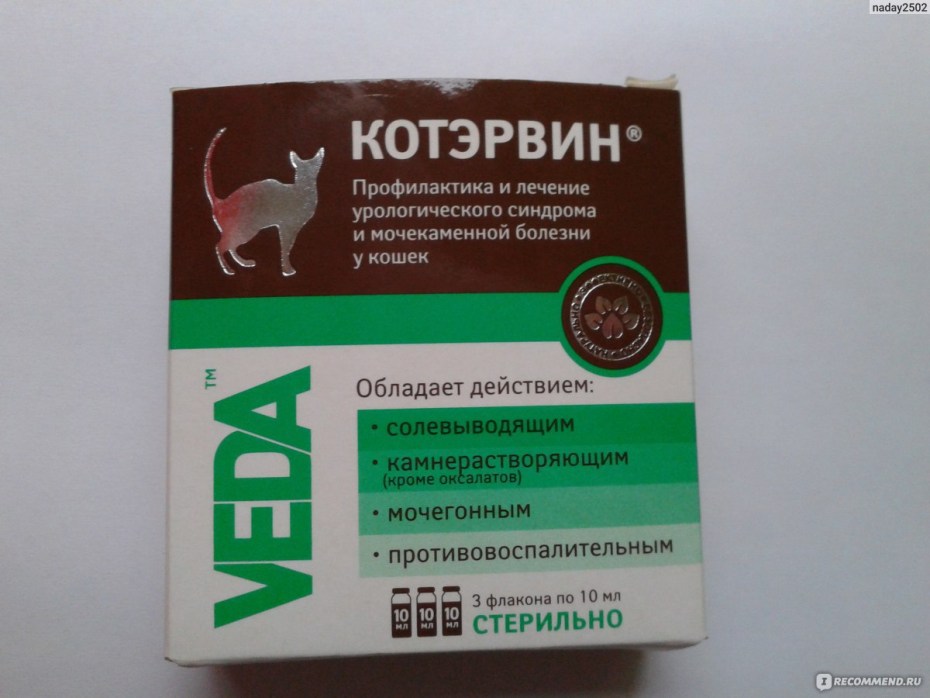 naday2502
КОТЭРВИН®
Профилактика и лечение
урологического синдрома
и мочекаменной болезни
у кошек
VEDA™
Обладает действием:
• солевыводящим
• камнерастворяющим
(кроме оксалатов)
• мочегонным
• противовоспалительным
10 мл 10 мл 10 мл
3 флакона по 10 мл
СТЕРИЛЬНО
I RECOMMEND.RU